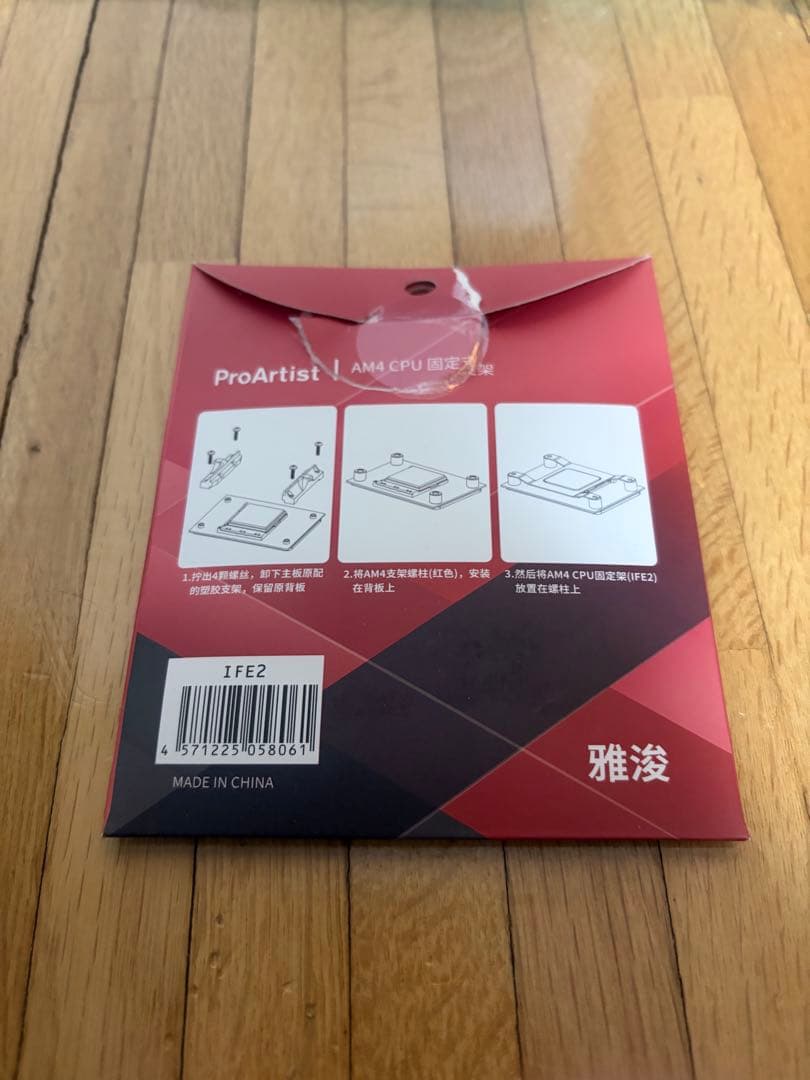 ProArtist | AM4 CPU 固定支架
1.拧出4颗螺丝，卸下主板原配
的塑胶支架，保留原背板
2.将AM4支架螺柱(红色)，安装
在背板上
3.然后将AM4 CPU固定架(IFE2)
放置在螺柱上
IFE2
4 571225 058061
MADE IN CHINA
雅浚